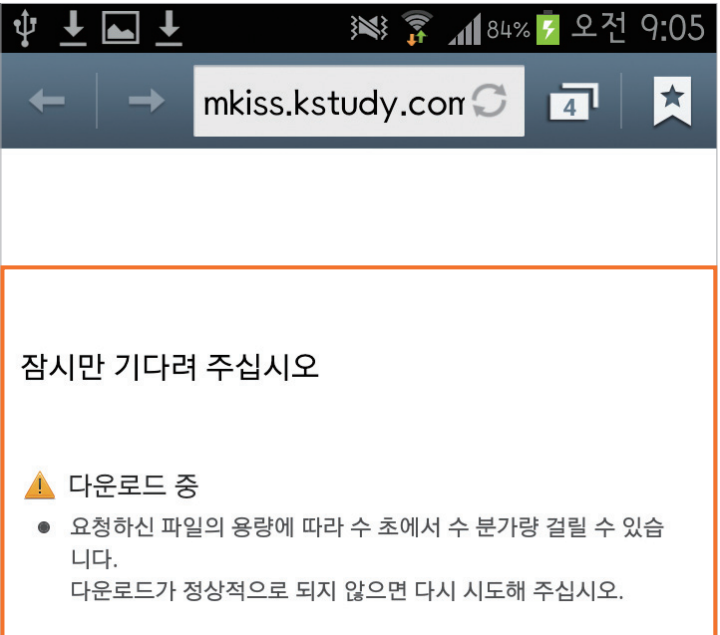 84% 오전 9:05
mkiss.kstudy.com
4
잠시만 기다려 주십시오
다운로드 중
요청하신 파일의 용량에 따라 수 초에서 수 분가량 걸릴 수 있습
니다.
다운로드가 정상적으로 되지 않으면 다시 시도해 주십시오.